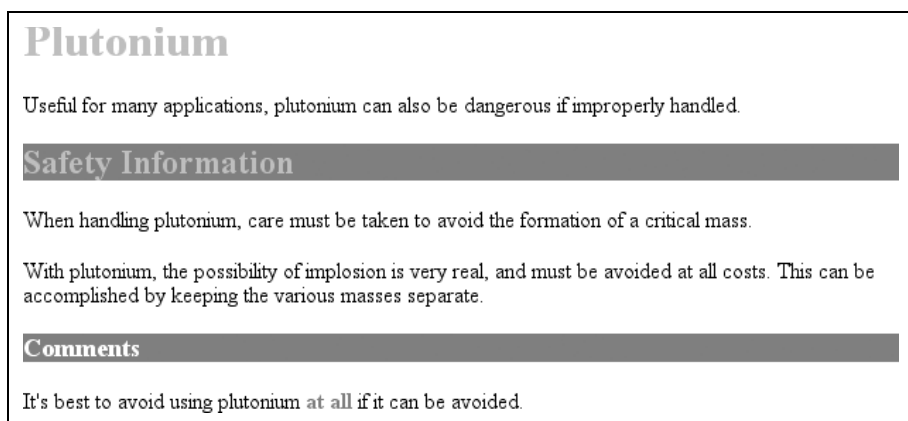 Plutonium
Useful for many applications, plutonium can also be dangerous if improperly handled.
Safety Information
When handling plutonium, care must be taken to avoid the formation of a critical mass.
With plutonium, the possibility of implosion is very real, and must be avoided at all costs. This can be
accomplished by keeping the various masses separate.
Comments
It's best to avoid using plutonium at all if it can be avoided.